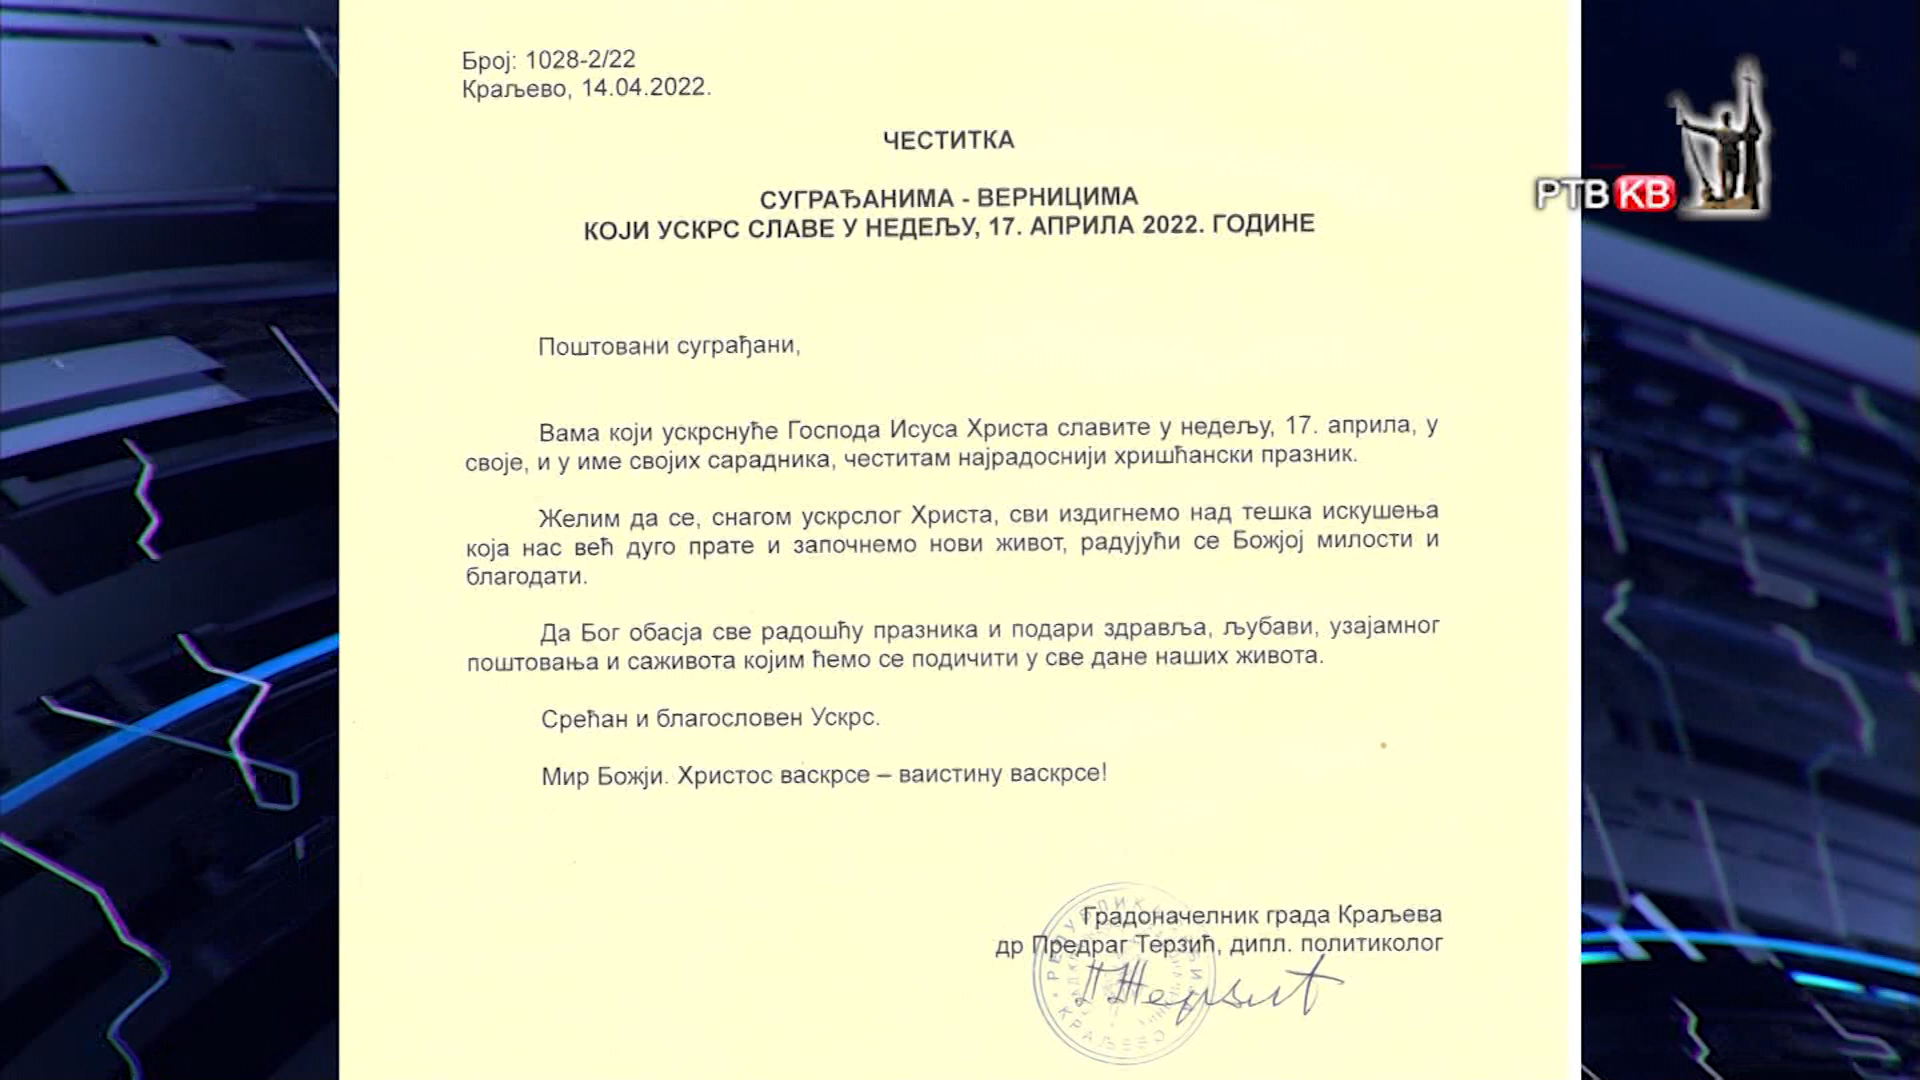 Број: 1028-2/22
Краљево, 14.04.2022.
ЧЕСТИТКА
СУГРАЂАНИМА - ВЕРНИЦИМА
КОЈИ УСКРС СЛАВЕ У НЕДЕЉУ, 17. АПРИЛА 2022. ГОДИНЕ
РТВ КВ
Поштовани суграђани,
Вама који ускрснуће Господа Исуса Христа славите у недељу, 17. априла, у
своје, и у име својих сарадника, честитам најрадоснији хришћански празник.
Желим да се, снагом ускрслог Христа, сви издигнемо над тешка искушења
која нас већ дуго прате и започнемо нови живот, радујући се Божјој милости и
благодати.
Да Бог обасја све радошћу празника и подари здравља, љубави, узајамног
поштовања и саживота којим ћемо се подичити у све дане наших живота.
Срећан и благословен Ускрс.
Мир Божји. Христос васкрсе – ваистину васкрсе!
Градоначелник града Краљева
др Предраг Терзић, дипл. политиколог
КРАЉЕВО